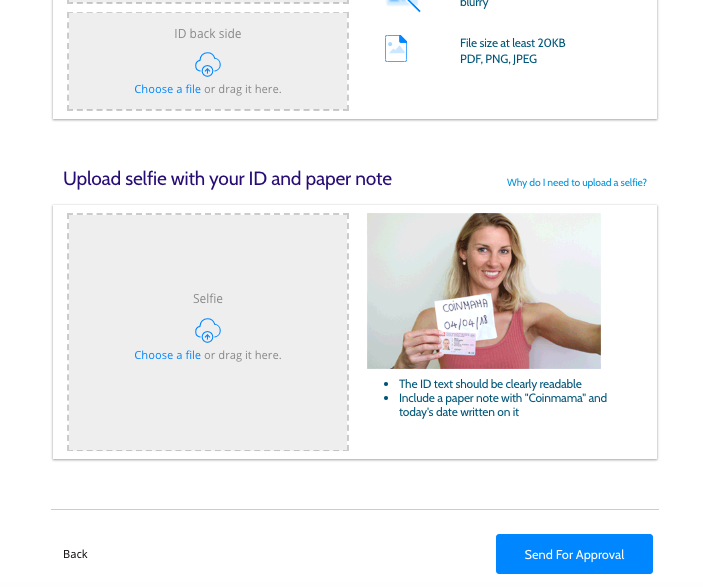 blurry
ID back side
File size at least 20KB
PDF, PNG, JPEG
Choose a file or drag it here.
Upload selfie with your ID and paper note
Why do I need to upload a selfie?
Selfie
Choose a file or drag it here.
COINMAMA
04/04/18
The ID text should be clearly readable
Include a paper note with "Coinmama" and
today's date written on it
Back
Send For Approval